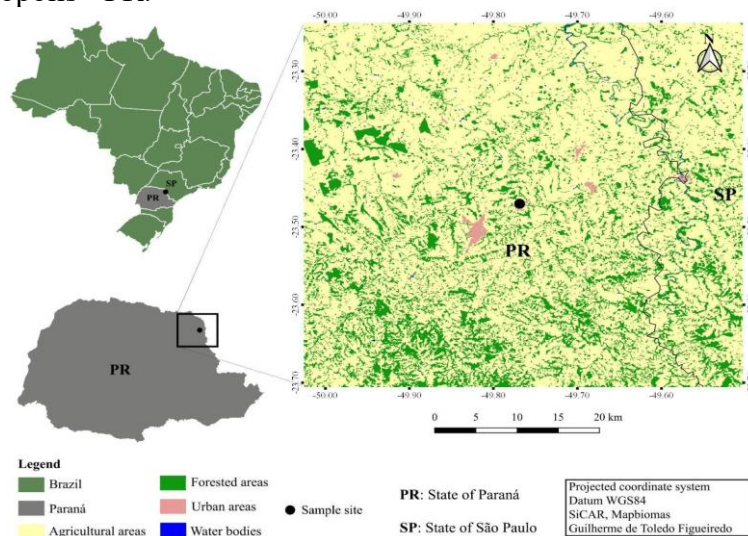 -50.00 -49.90 -49.80 -49.70 -49.60
N
-23.30
-23.40
-23.50
-23.60
-23.70
SP
PR
SP
PR
PR
-50.00 -49.90 -49.80 -49.70 -49.60
0 5 10 15 20 km
Legend
Brazil
Paraná
Agricultural areas
Forested areas
Urban areas
Water bodies
Sample site
PR: State of Paraná
SP: State of São Paulo
Projected coordinate system
Datum WGS84
SiCAR, Mapbiomas
Guilherme de Toledo Figueiredo